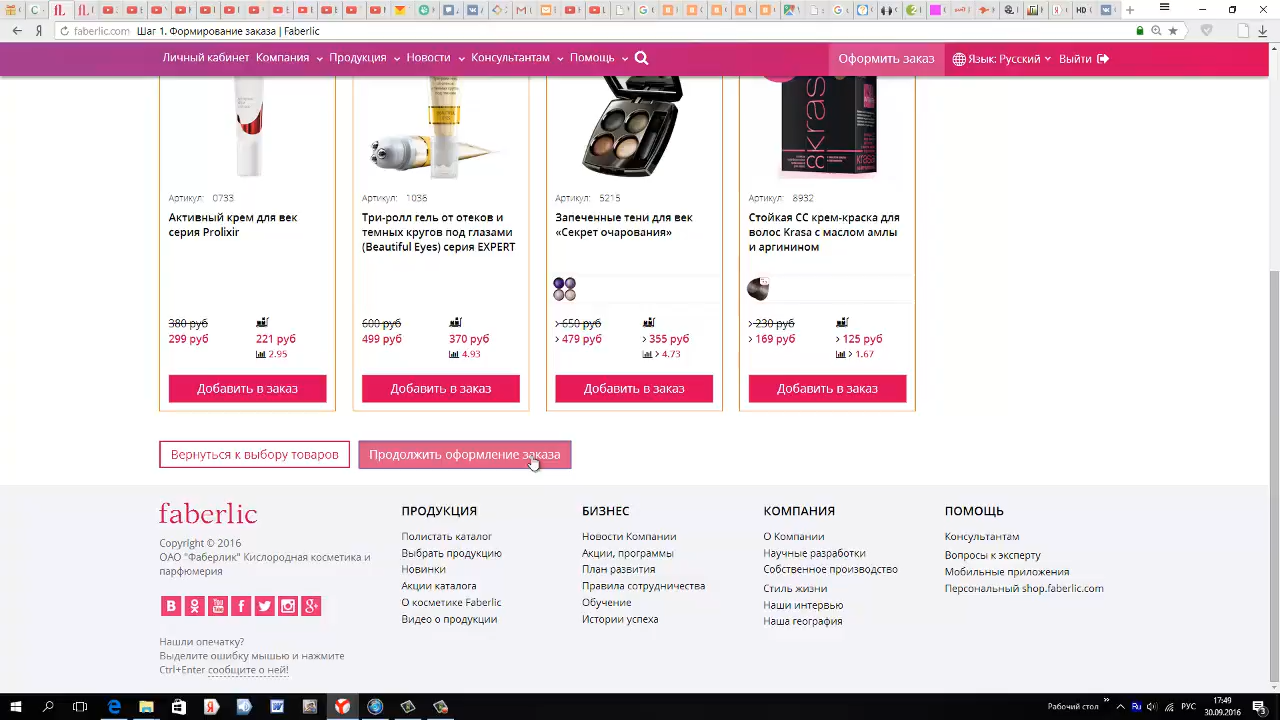 faberlic.com Шаг 1. Формирование заказа | Faberlic
Личный кабинет Компания Продукция Новости Консультантам Помощь Оформить заказ Язык: Русский Выйти
CC kras
Артикул: 0733
Активный крем для век
серия Prolixir
380 руб
299 руб 221 руб
2.95
Добавить в заказ
Артикул: 1036
Три-ролл гель от отеков и
темных кругов под глазами
(Beautiful Eyes) серия EXPERT
600 руб
499 руб 370 руб
4.93
Добавить в заказ
Артикул: 5215
Запеченные тени для век
«Секрет очарования»
650 руб
479 руб 355 руб
4.73
Добавить в заказ
Артикул: 8932
Стойкая СС крем-краска для
волос Krasa с маслом амлы
и аргинином
230 руб
169 руб 125 руб
1.67
Добавить в заказ
Вернуться к выбору товаров Продолжить оформление заказа
faberlic
Copyright © 2016
ОАО "Фаберлик" Кислородная косметика и
парфюмерия
Нашли опечатку?
Выделите ошибку мышью и нажмите
Ctrl+Enter сообщите о ней!
ПРОДУКЦИЯ
Полистать каталог
Выбрать продукцию
Новинки
Акции каталога
О косметике Faberlic
Видео о продукции
БИЗНЕС
Новости Компании
Акции, программы
План развития
Правила сотрудничества
Обучение
Истории успеха
КОМПАНИЯ
О Компании
Научные разработки
Собственное производство
Стиль жизни
Наши интервью
Наша география
ПОМОЩЬ
Консультантам
Вопросы к эксперту
Мобильные приложения
Персональный shop.faberlic.com
Рабочий стол Ru РУС 17:49
30.09.2016